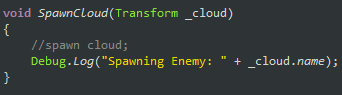 void SpawnCloud(Transform _cloud)
{
//spawn cloud;
Debug.Log("Spawning Enemy: " + _cloud.name);
}